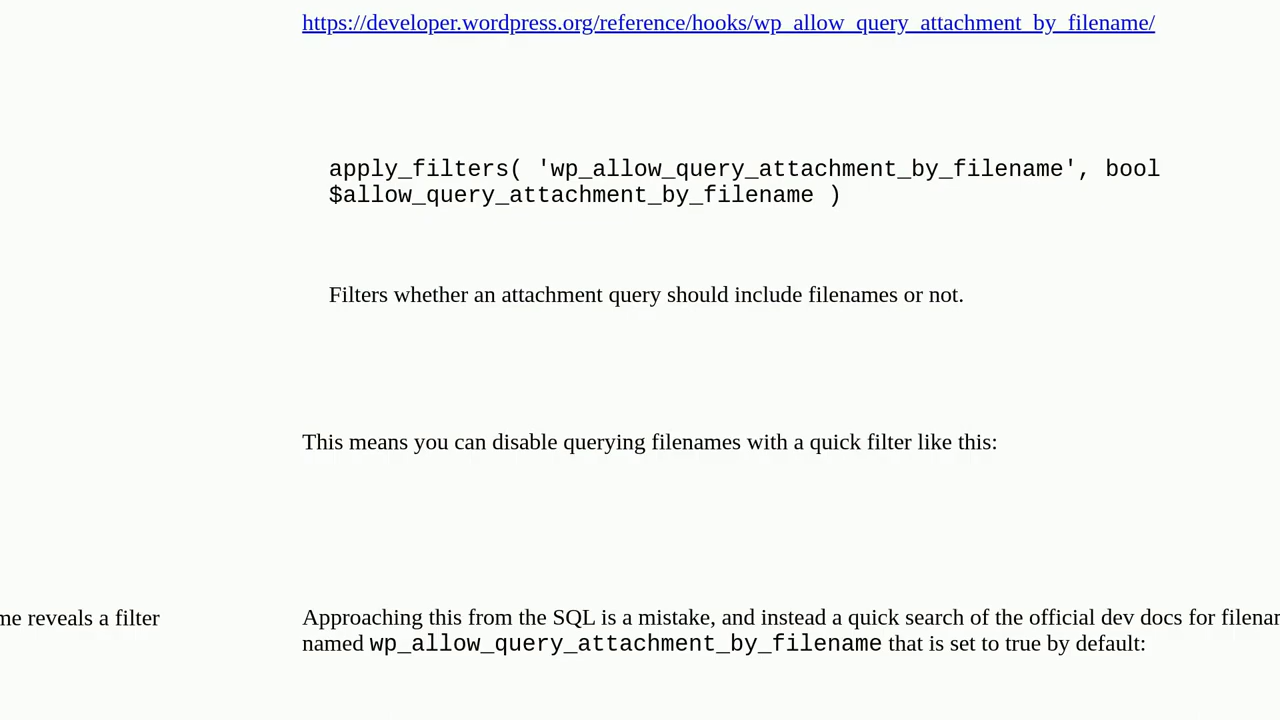 https://developer.wordpress.org/reference/hooks/wp_allow_query_attachment_by_filename/
apply_filters( 'wp_allow_query_attachment_by_filename', bool
$allow_query_attachment_by_filename )
Filters whether an attachment query should include filenames or not.
This means you can disable querying filenames with a quick filter like this:
reveals a filter
Approaching this from the SQL is a mistake, and instead a quick search of the official dev docs for
named wp_allow_query_attachment_by_filename that is set to true by default: